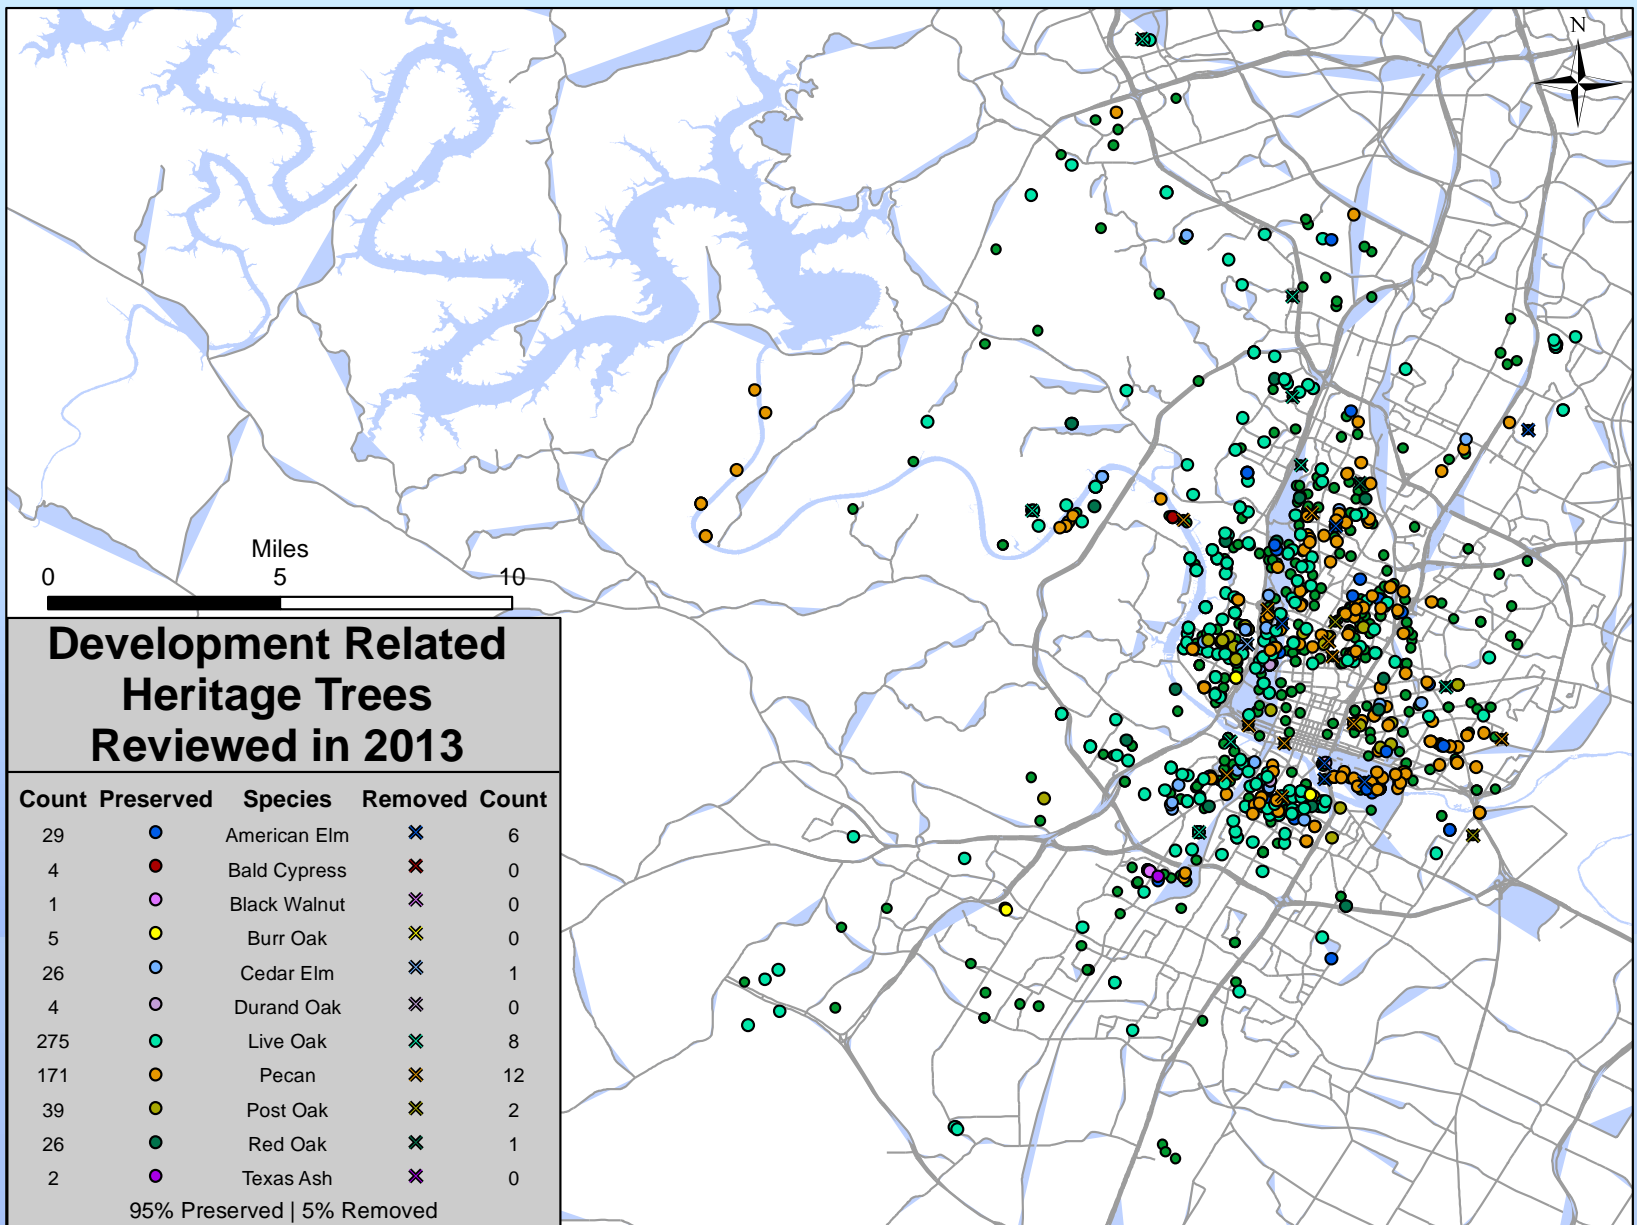 N
Miles
0 5 10
Development Related
Heritage Trees
Reviewed in 2013
Count Preserved Species Removed Count
29 American Elm 6
4 Bald Cypress 0
1 Black Walnut 0
5 Burr Oak 0
26 Cedar Elm 1
4 Durand Oak 0
275 Live Oak 8
171 Pecan 12
39 Post Oak 2
26 Red Oak 1
2 Texas Ash 0
95% Preserved | 5% Removed